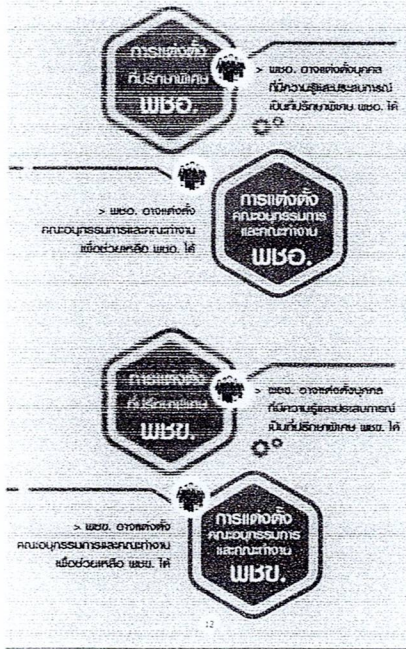 การแต่งตั้ง
ที่ปรึกษาพิเศษ
พชอ.
> พชอ. อาจแต่งตั้งบุคคล
ที่มีความรู้และประสบการณ์
เป็นที่ปรึกษาพิเศษ พชอ. ได้
> พชอ. อาจแต่งตั้ง
คณะอนุกรรมการและคณะทำงาน
เพื่อช่วยเหลือ พชอ. ได้
การแต่งตั้ง
คณะอนุกรรมการ
และคณะทำงาน
พชอ.
การแต่งตั้ง
ที่ปรึกษาพิเศษ
พชข.
> พชข. อาจแต่งตั้งบุคคล
ที่มีความรู้และประสบการณ์
เป็นที่ปรึกษาพิเศษ พชข. ได้
> พชข. อาจแต่งตั้ง
คณะอนุกรรมการและคณะทำงาน
เพื่อช่วยเหลือ พชข. ได้
การแต่งตั้ง
คณะอนุกรรมการ
และคณะทำงาน
พชข.
12